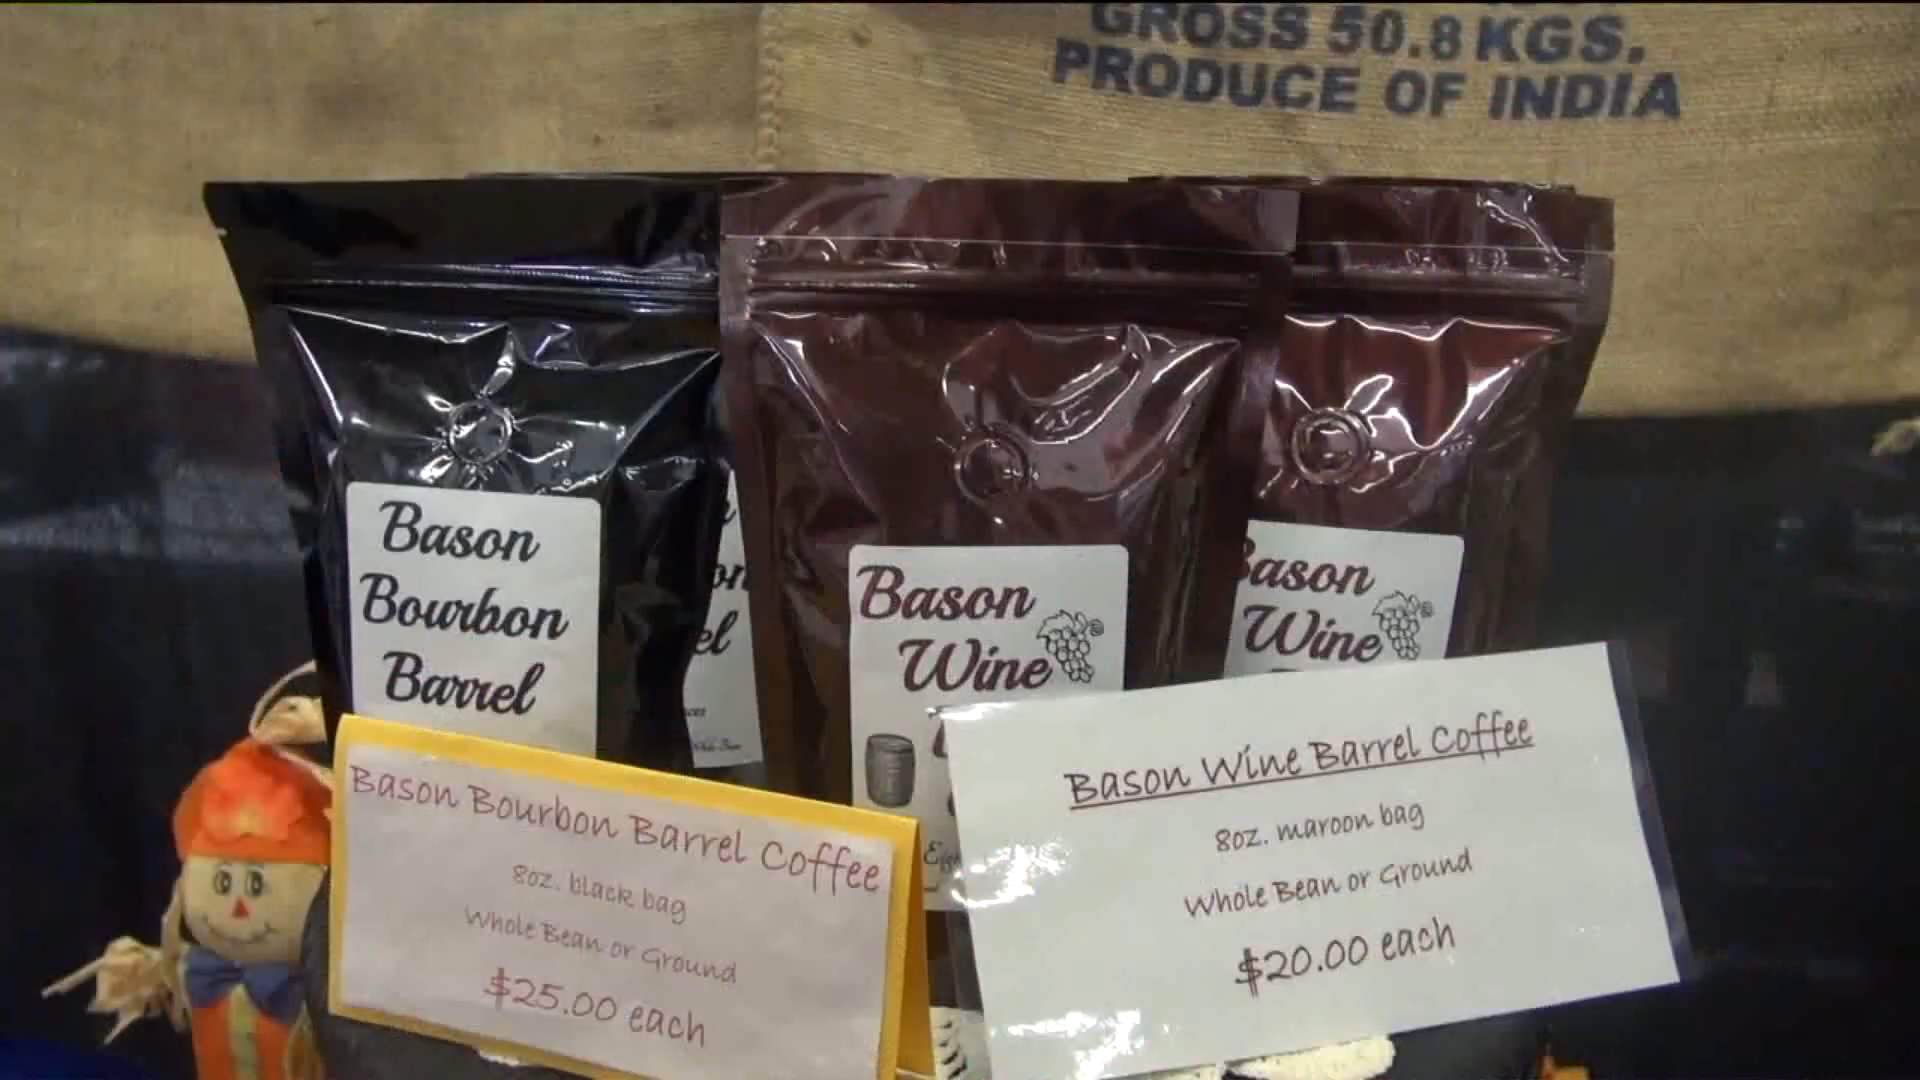 GROSS 50.8 KGS.
PRODUCE OF INDIA
Bason
Bourbon
Barrel
Bason
Wine
Bason
Wine
Bason Bourbon Barrel Coffee
8oz. black bag
Whole Bean or Ground
$25.00 each
Bason Wine Barrel Coffee
8oz. maroon bag
Whole Bean or Ground
$20.00 each